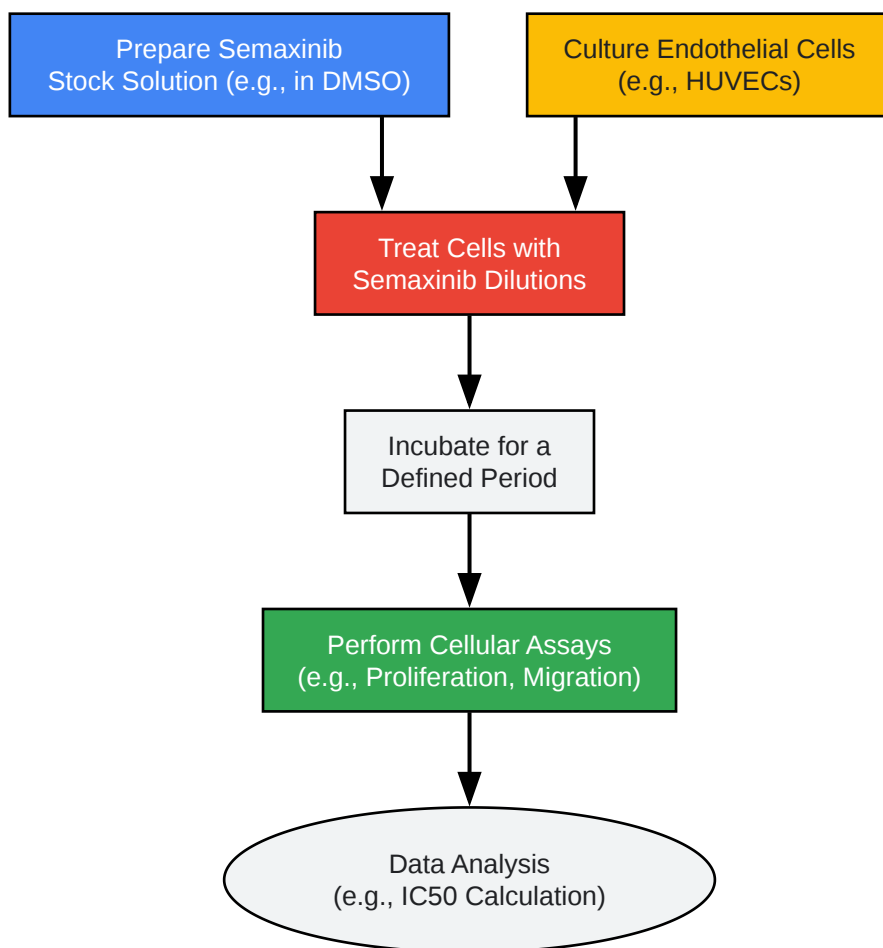 Prepare Semaxinib
Stock Solution (e.g., in DMSO)
Culture Endothelial Cells
(e.g., HUVECs)
Treat Cells with
Semaxinib Dilutions
Incubate for a
Defined Period
Perform Cellular Assays
(e.g., Proliferation, Migration)
Data Analysis
(e.g., IC50 Calculation)